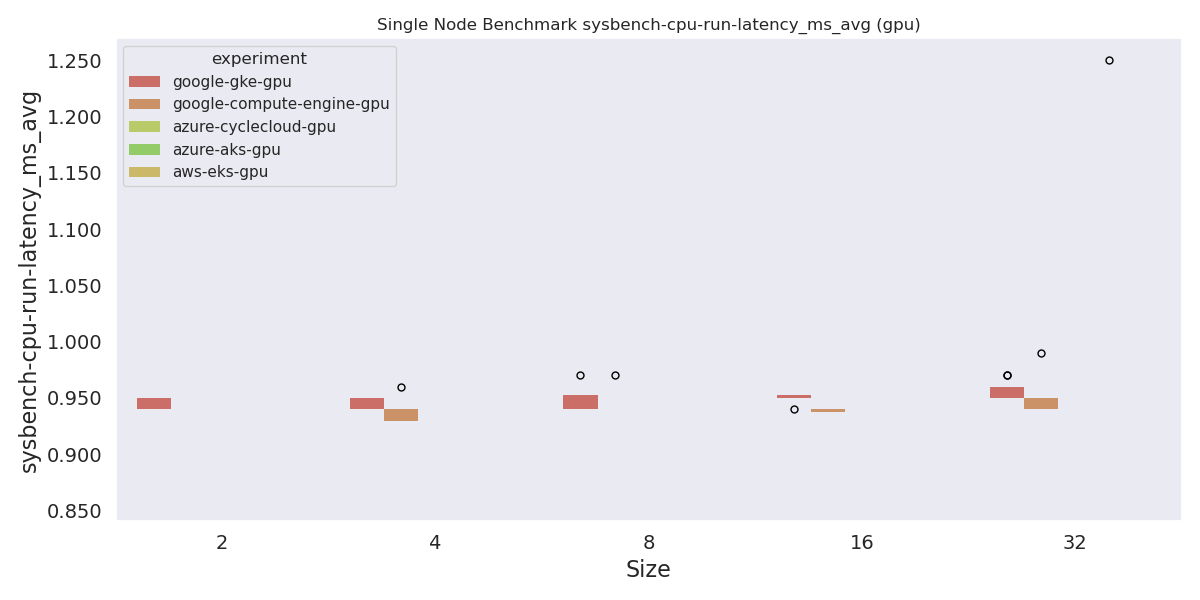 Single Node Benchmark sysbench-cpu-run-latency_ms_avg (gpu)
experiment
google-gke-gpu
google-compute-engine-gpu
azure-cyclecloud-gpu
azure-aks-gpu
aws-eks-gpu
sysbench-cpu-run-latency_ms_avg
1.250
1.200
1.150
1.100
1.050
1.000
0.950
0.900
0.850
2 4 8 16 32
Size